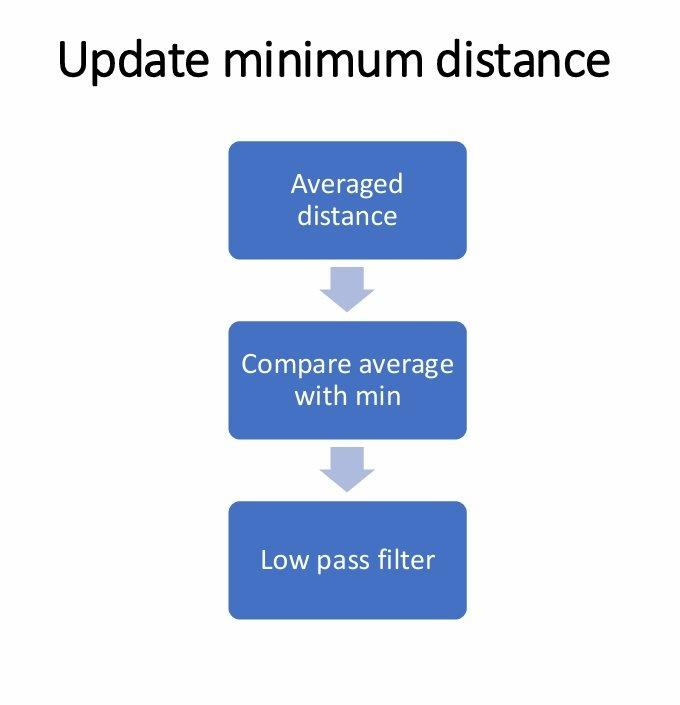 Update minimum distance
Averaged
distance
Compare average
with min
Low pass filter